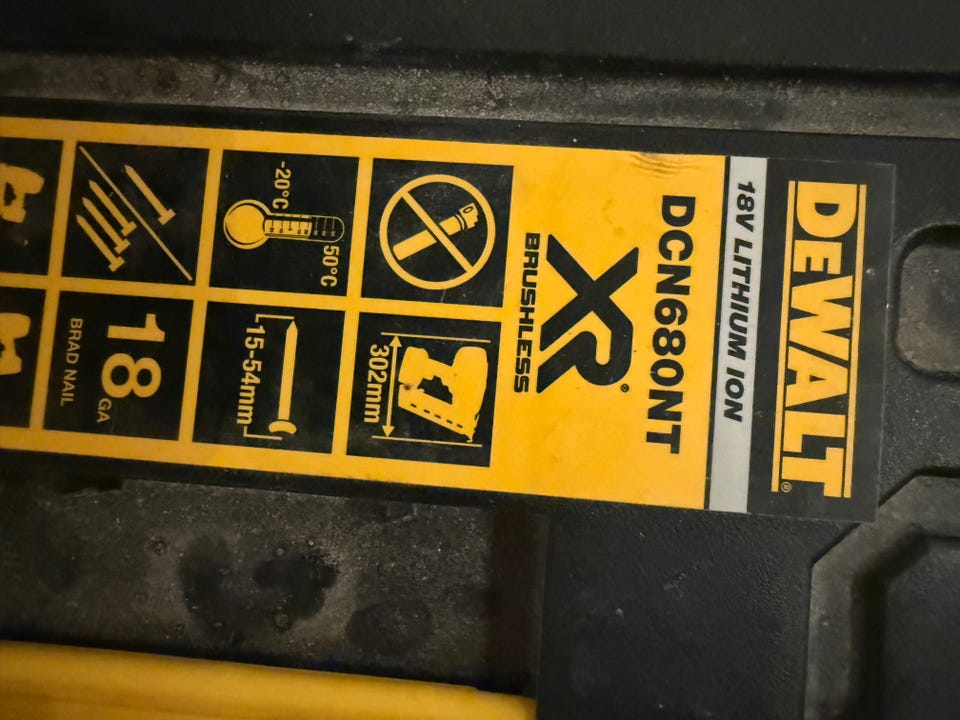 DEWALT®
18V LITHIUM ION
DCN680NT
XR®
BRUSHLESS
302mm
-20°C
50°C
15-54mm
18 GA
BRAD NAIL